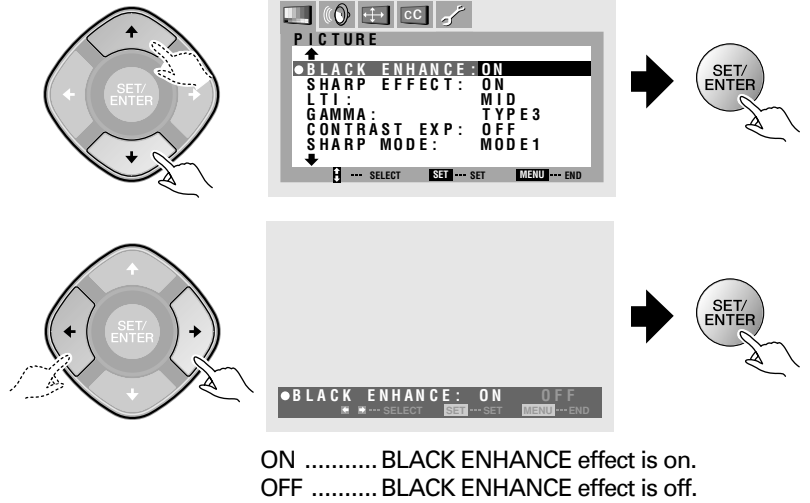 SET/
ENTER
CC
PICTURE
●BLACK ENHANCE: ON
SHARP EFFECT: ON
LTI: MID
GAMMA: TYPE3
CONTRAST EXP: OFF
SHARP MODE: MODE1
--- SELECT SET --- SET MENU --- END
SET/
ENTER
SET/
ENTER
●BLACK ENHANCE: ON OFF
--- SELECT SET --- SET MENU --- END
SET/
ENTER
ON ........... BLACK ENHANCE effect is on.
OFF .......... BLACK ENHANCE effect is off.